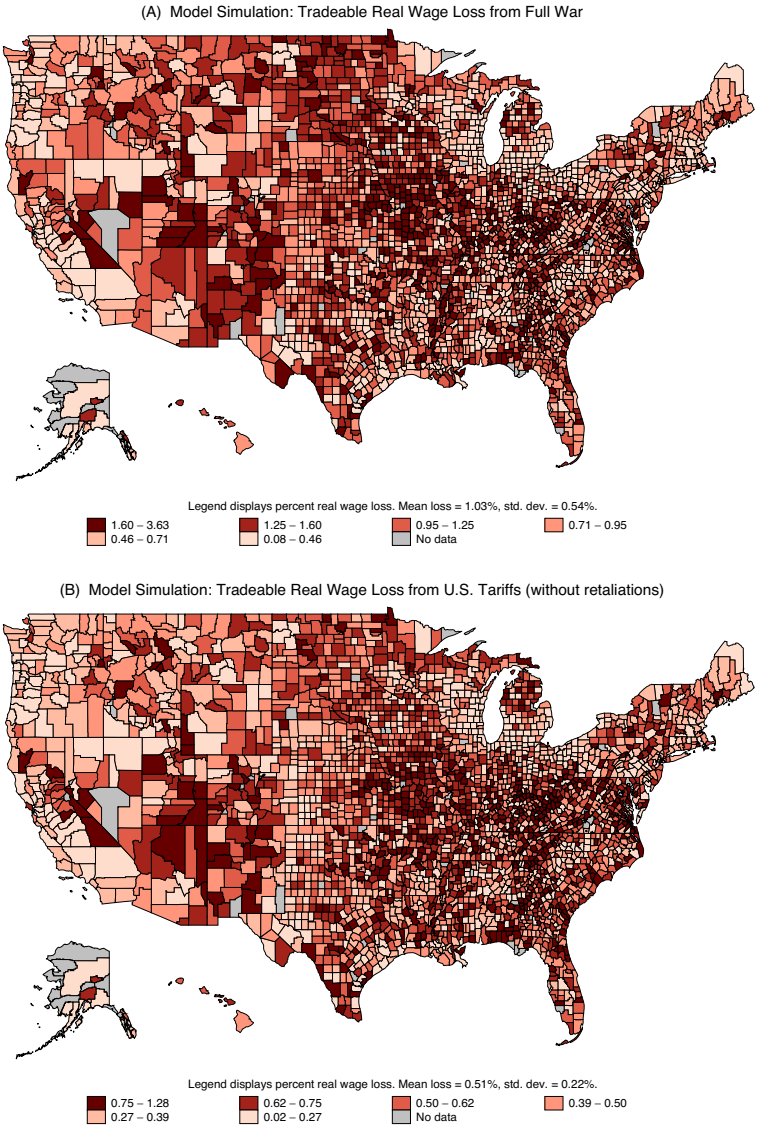 (A) Model Simulation: Tradeable Real Wage Loss from Full War
Legend displays percent real wage loss. Mean loss = 1.03%, std. dev. = 0.54%.
1.60 – 3.63 1.25 – 1.60 0.95 – 1.25 0.71 – 0.95
0.46 – 0.71 0.08 – 0.46 No data
(B) Model Simulation: Tradeable Real Wage Loss from U.S. Tariffs (without retaliations)
Legend displays percent real wage loss. Mean loss = 0.51%, std. dev. = 0.22%.
0.75 – 1.28 0.62 – 0.75 0.50 – 0.62 0.39 – 0.50
0.27 – 0.39 0.02 – 0.27 No data